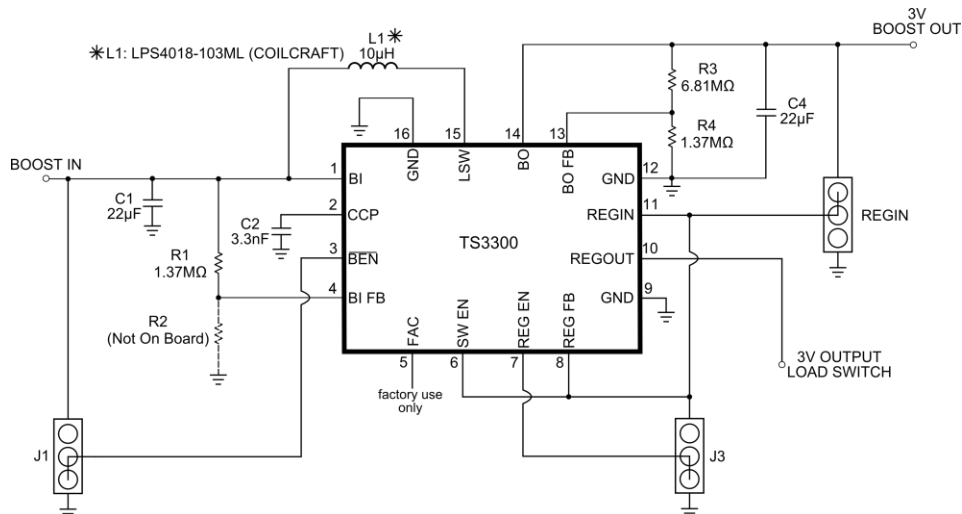 3V
BOOST OUT
✳L1: LPS4018-103ML (COILCRAFT)
L1✳
10µH
R3
6.81MΩ
C4
22µF
R4
1.37MΩ
16
15
14
13
GND
LSW
BO
BO FB
BOOST IN
1
BI
12
GND
C1
22µF
2
CCP
11
REGIN
REGIN
C2
3.3nF
TS3300
3
BEN
10
REGOUT
R1
1.37MΩ
4
BI FB
9
GND
R2
(Not On Board)
FAC
SW EN
REG EN
REG FB
5
6
7
8
3V OUTPUT
LOAD SWITCH
factory use
only
J1
J3